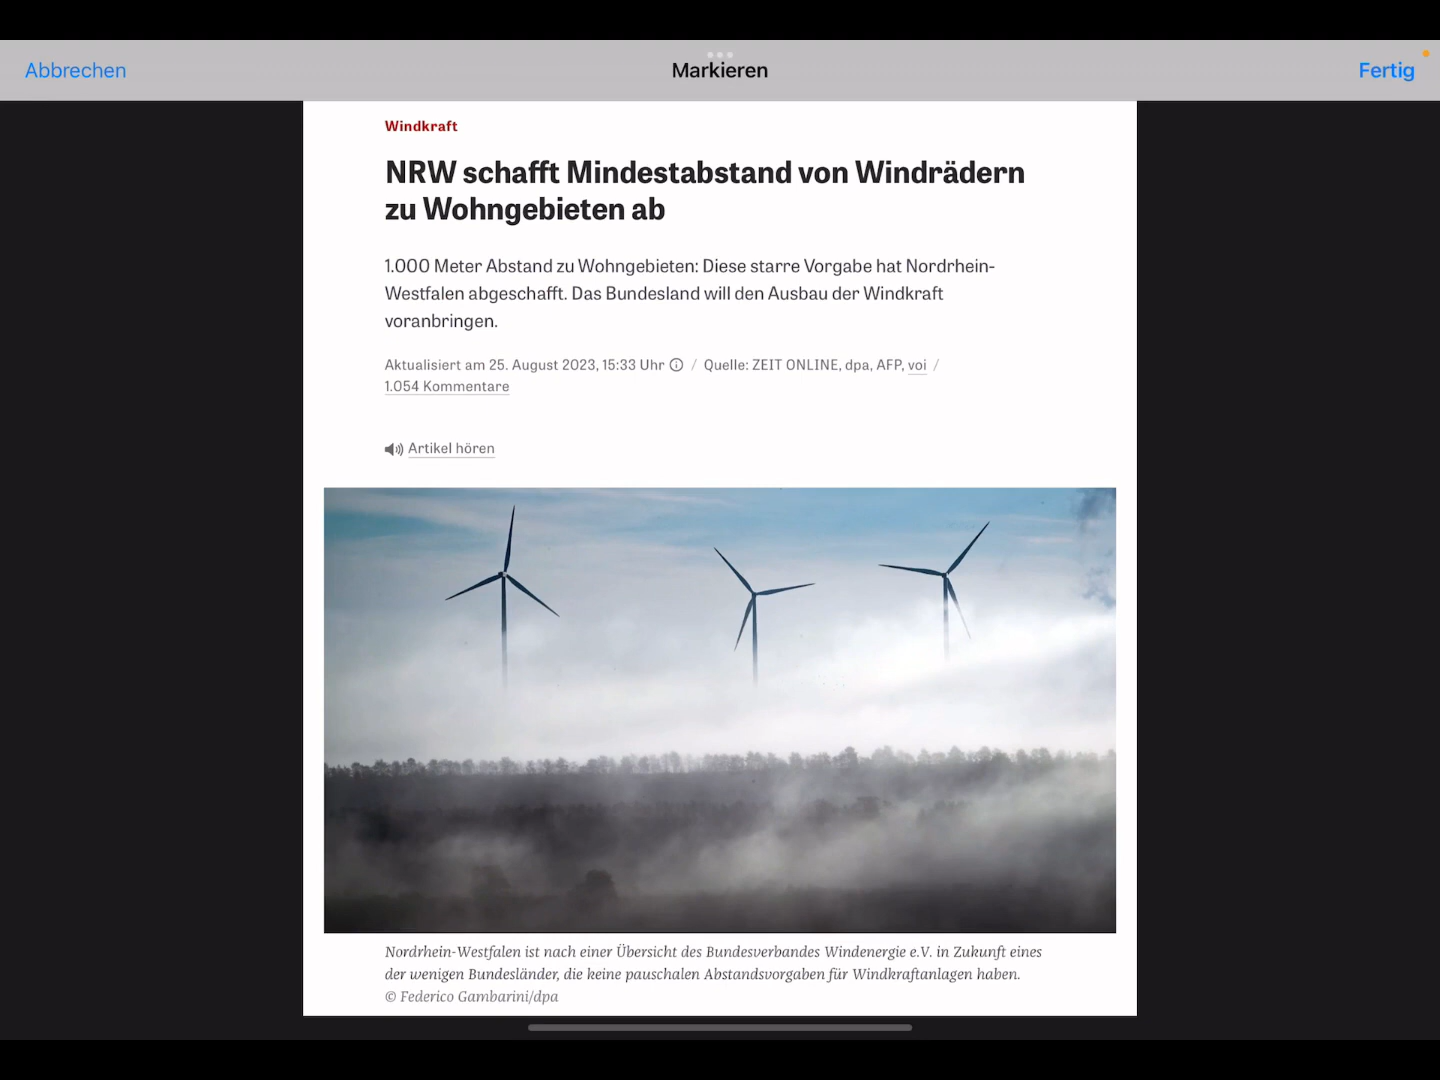 Abbrechen
Markieren
Fertig
Windkraft
NRW schafft Mindestabstand von Windrädern
zu Wohngebieten ab
1.000 Meter Abstand zu Wohngebieten: Diese starre Vorgabe hat Nordrhein-
Westfalen abgeschafft. Das Bundesland will den Ausbau der Windkraft
voranbringen.
Aktualisiert am 25. August 2023, 15:33 Uhr / Quelle: ZEIT ONLINE, dpa, AFP, voi /
1.054 Kommentare
Artikel hören
Nordrhein-Westfalen ist nach einer Übersicht des Bundesverbandes Windenergie e.V. in Zukunft eines
der wenigen Bundesländer, die keine pauschalen Abstandsvorgaben für Windkraftanlagen haben.
© Federico Gambarini/dpa